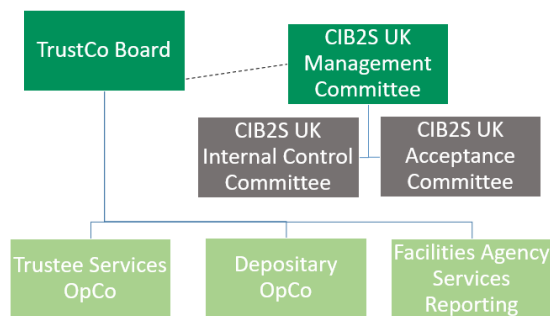 TrustCo Board
CIB2S UK
Management
Committee
CIB2S UK
Internal Control
Committee
CIB2S UK
Acceptance
Committee
Trustee Services
OpCo
Depositary
OpCo
Facilities Agency
Services
Reporting